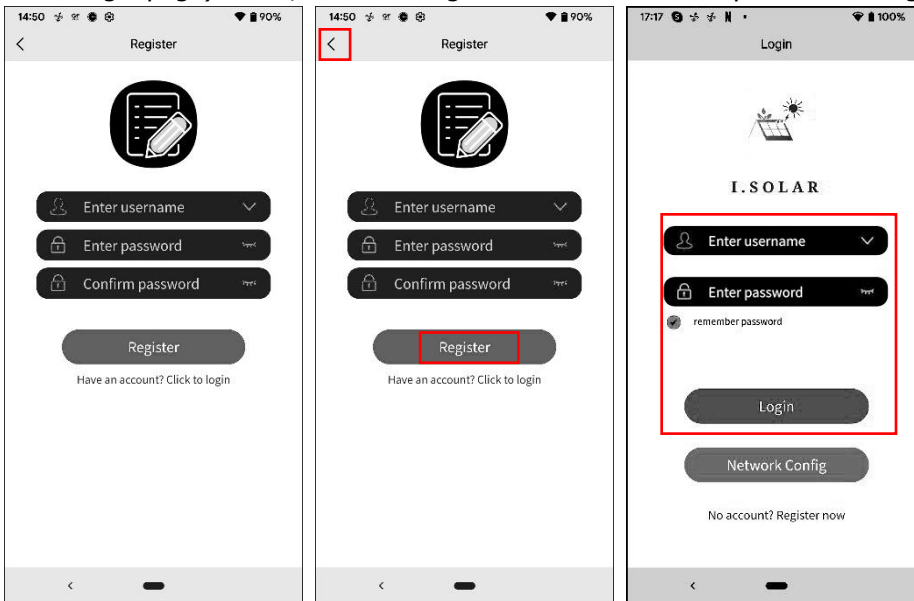 14:50 90%
Register
Enter username
Enter password
Confirm password
Register
Have an account? Click to login
14:50 90%
Register
Enter username
Enter password
Confirm password
Register
Have an account? Click to login
17:17 100%
Login
I.SOLAR
Enter username
Enter password
remember password
Login
Network Config
No account? Register now